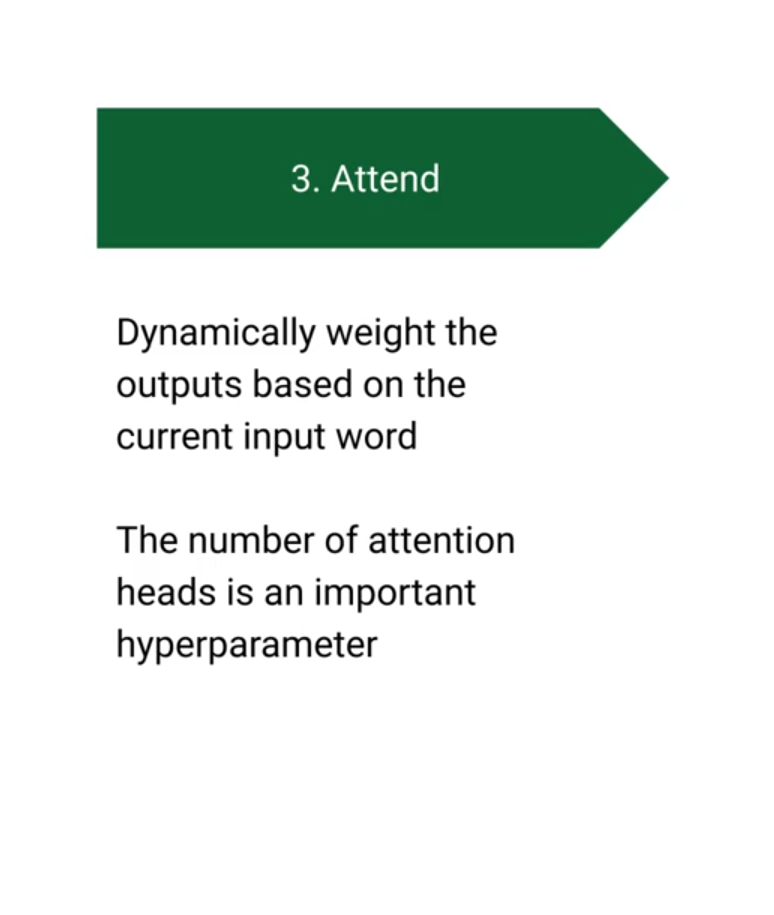 3. Attend
Dynamically weight the
outputs based on the
current input word
The number of attention
heads is an important
hyperparameter